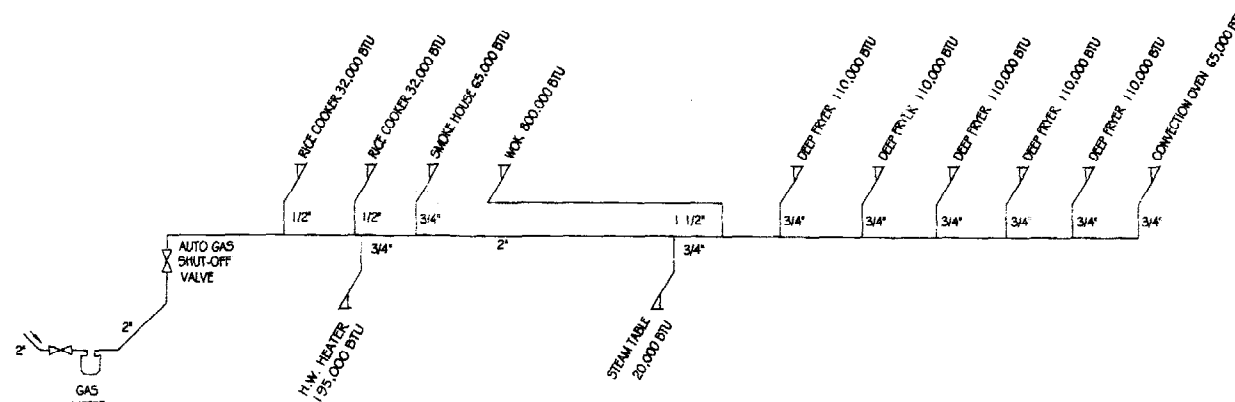 RICE COOKER 32,000 BTU
RICE COOKER 32,000 BTU
SMOKE HOUSE 65,000 BTU
WOK 800,000 BTU
DEEP FRYER 110,000 BTU
DEEP FRYER 110,000 BTU
DEEP FRYER 110,000 BTU
DEEP FRYER 110,000 BTU
DEEP FRYER 110,000 BTU
CONVECTION OVEN 65,000 BTU
1/2"
1/2"
3/4"
1 1/2"
3/4"
3/4"
3/4"
3/4"
3/4"
3/4"
AUTO GAS
SHUT-OFF
VALVE
3/4"
2"
3/4"
H.W. HEATER
195,000 BTU
STEAM TABLE
20,000 BTU
2"
2"
GAS